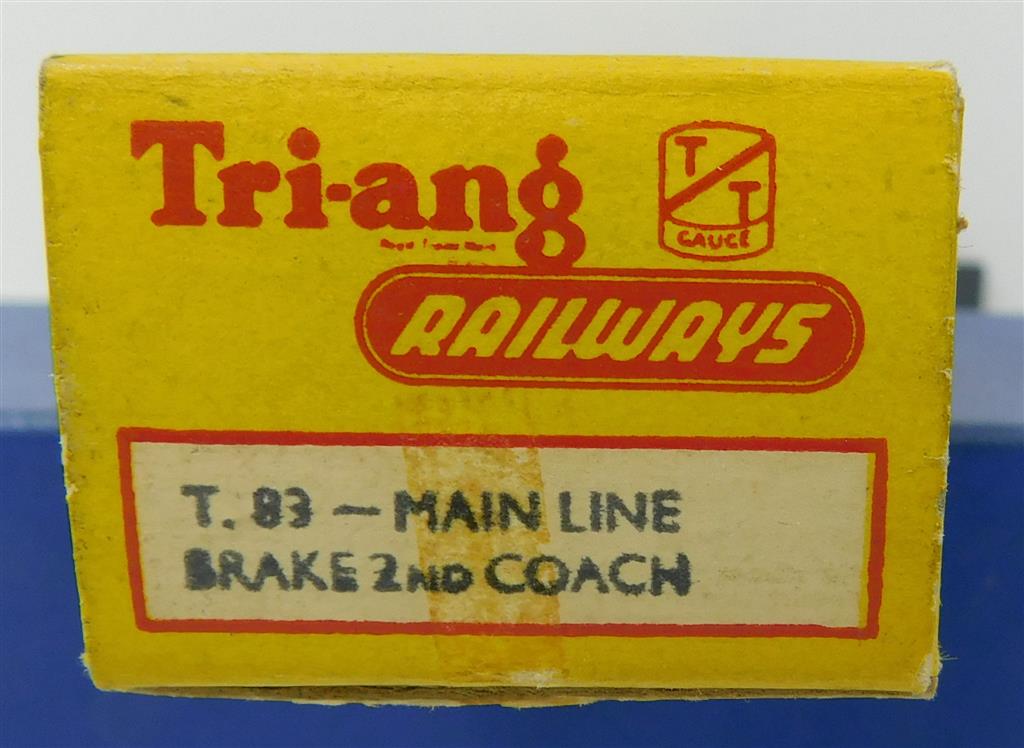 Tri-ang
T/T
GAUGE
RAILWAYS
T. 83 — MAIN LINE
BRAKE 2ND COACH